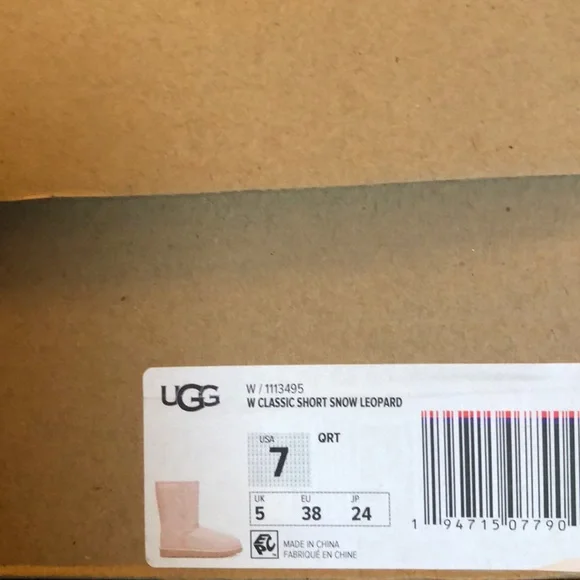 UGG
W / 1113495
W CLASSIC SHORT SNOW LEOPARD
USA
7
QRT
UK EU JP
5 38 24
MADE IN CHINA
FABRIQUÉ EN CHINE
1 94715 07790